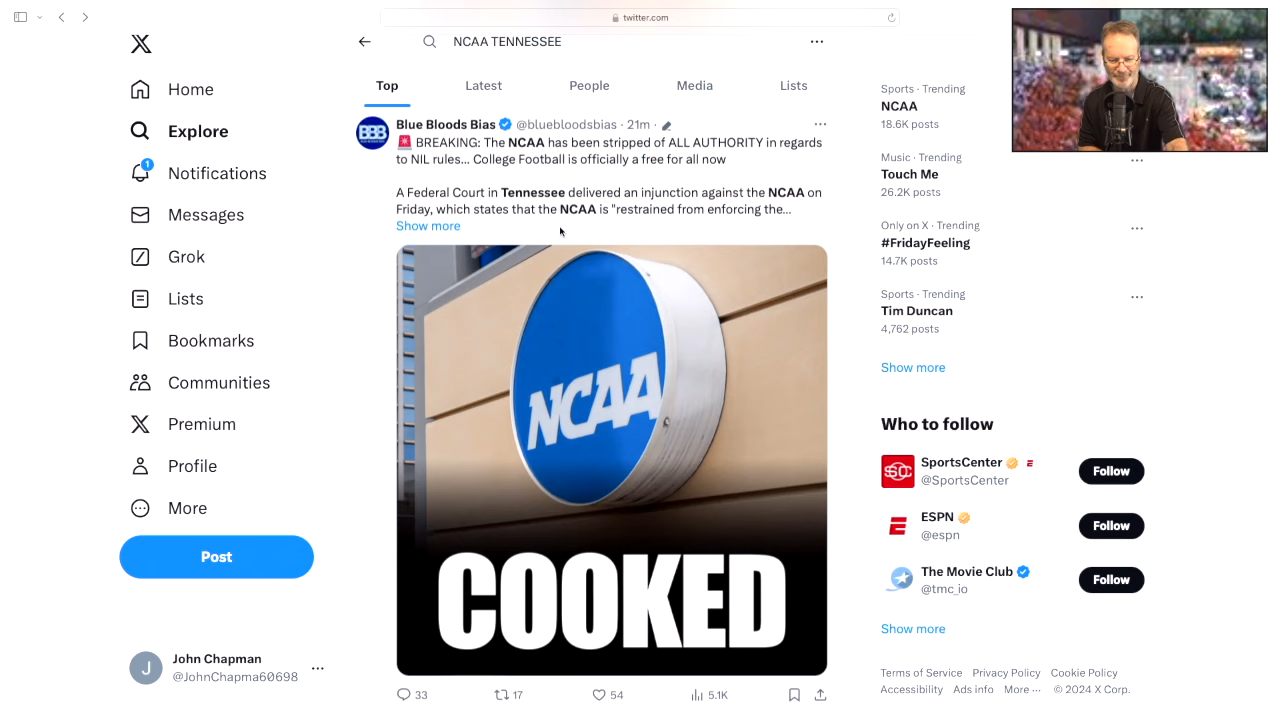 twitter.com
X
Home
Explore
1
Notifications
Messages
Grok
Lists
Bookmarks
Communities
Premium
Profile
More
Post
J
John Chapman
@JohnChapma60698
NCAA TENNESSEE
Top
Latest
People
Media
Lists
BBB
Blue Bloods Bias @bluebloodsbias · 21m ·
BREAKING: The NCAA has been stripped of ALL AUTHORITY in regards
to NIL rules... College Football is officially a free for all now
A Federal Court in Tennessee delivered an injunction against the NCAA on
Friday, which states that the NCAA is "restrained from enforcing the...
Show more
NCAA
COOKED
33
17
54
5.1K
Sports · Trending
NCAA
18.6K posts
Music · Trending
Touch Me
26.2K posts
Only on X · Trending
#FridayFeeling
14.7K posts
Sports · Trending
Tim Duncan
4,762 posts
Show more
Who to follow
SC
SportsCenter
@SportsCenter
Follow
ESPN
@espn
Follow
The Movie Club
@tmc_io
Follow
Show more
Terms of Service Privacy Policy Cookie Policy
Accessibility Ads info More ··· © 2024 X Corp.